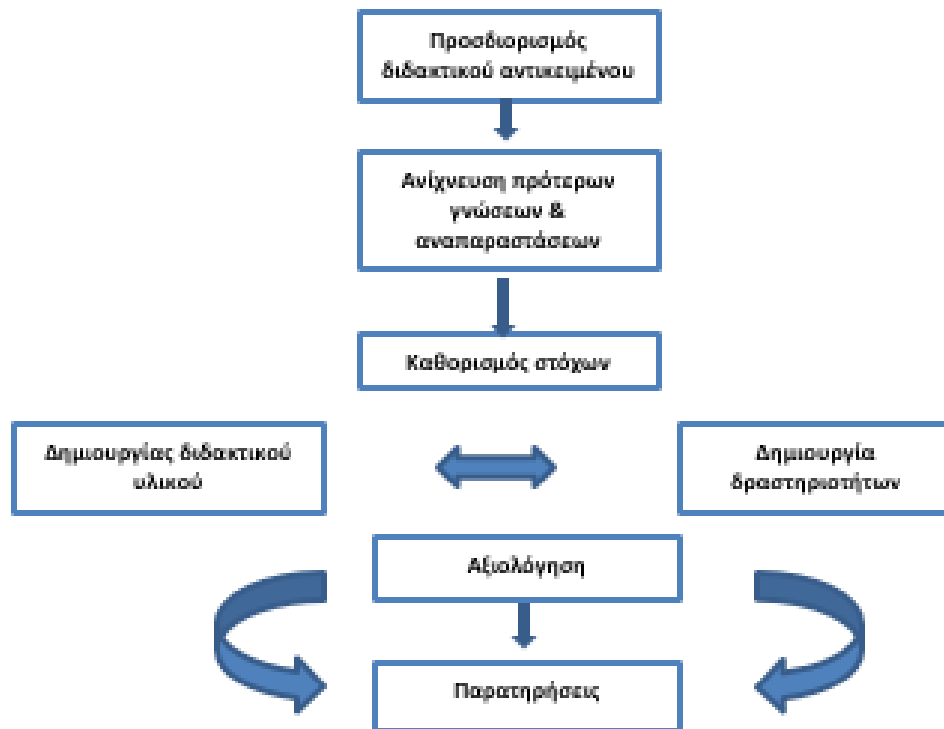 Προσδιορισμός
διδακτικού αντικειμένου
Ανίχνευση πρότερων
γνώσεων &
αναπαραστάσεων
Καθορισμός στόχων
Δημιουργίας διδακτικού
υλικού
Δημιουργία
δραστηριοτήτων
Αξιολόγηση
Παρατηρήσεις